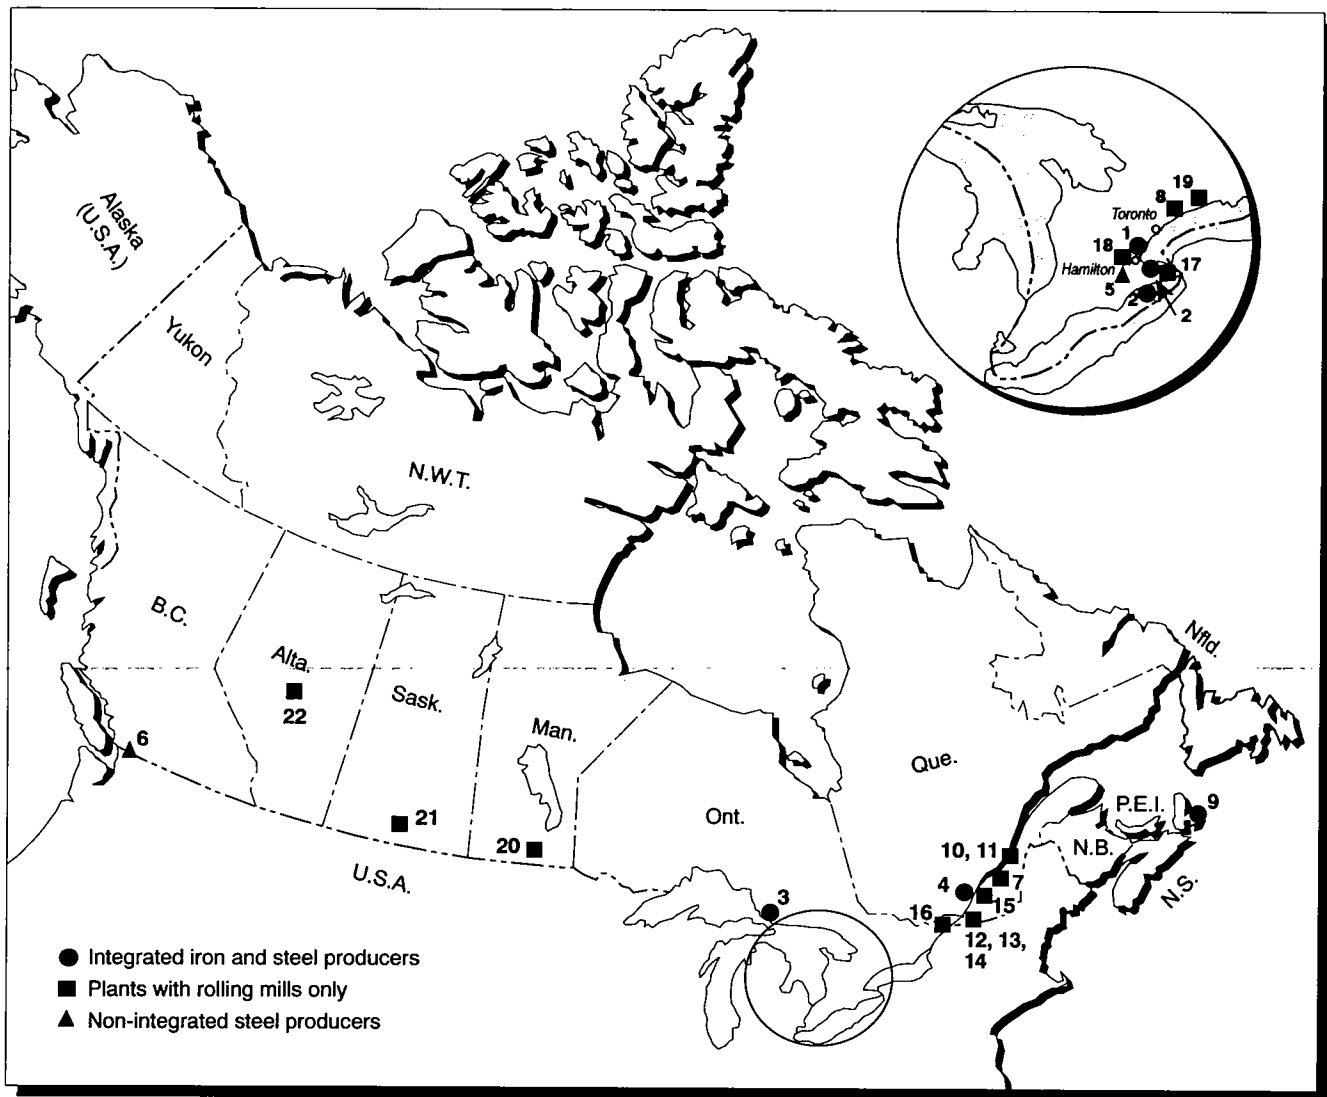 Alaska
(U.S.A.)
Yukon
N.W.T.
19
8
Toronto
1
18
Hamilton
17
5
2
2
B.C.
Alta.
22
Sask.
Man.
6
21
20
U.S.A.
Ont.
Que.
Nfld.
P.E.I.
9
N.B.
N.S.
10, 11
4
7
15
16
12, 13,
14
3
Integrated iron and steel producers
Plants with rolling mills only
Non-integrated steel producers